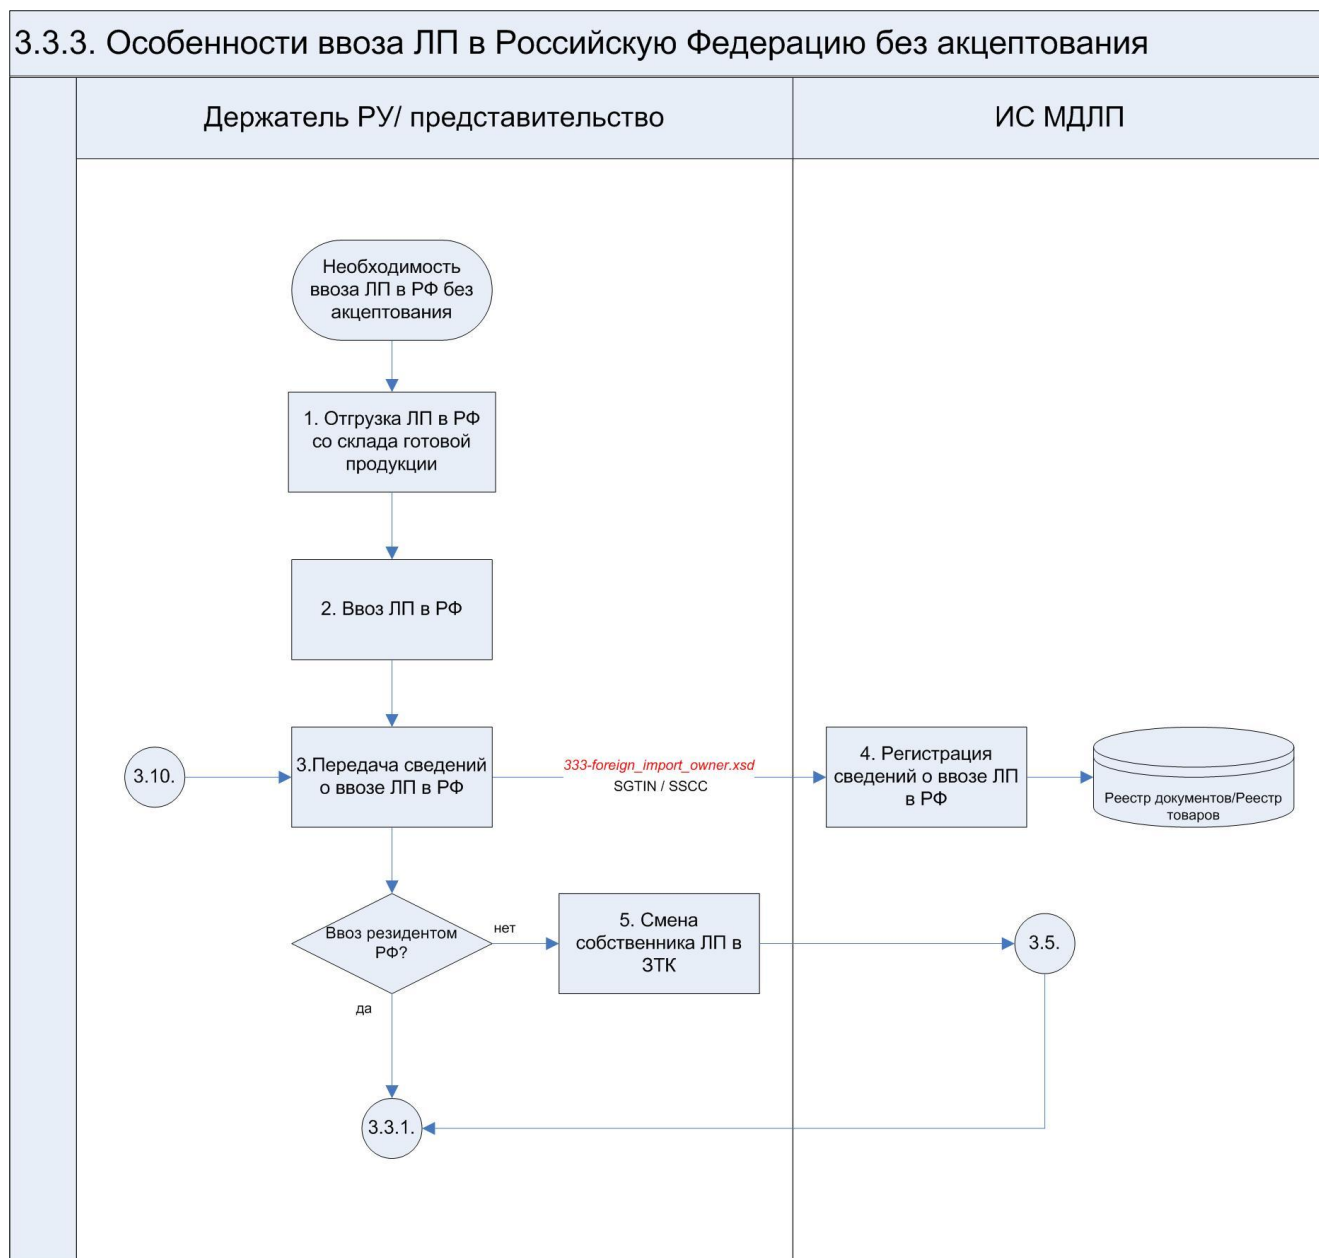 3.3.3. Особенности ввоза ЛП в Российскую Федерацию без акцептования
Держатель РУ/ представительство
ИС МДЛП
Необходимость
ввоза ЛП в РФ без
акцептования
1. Отгрузка ЛП в РФ
со склада готовой
продукции
2. Ввоз ЛП в РФ
3.10.
3.Передача сведений
о ввозе ЛП в РФ
333-foreign_import_owner.xsd
SGTIN / SSCC
4. Регистрация
сведений о ввозе ЛП
в РФ
Реестр документов/Реестр
товаров
Ввоз резидентом
РФ?
нет
5. Смена
собственника ЛП в
ЗТК
3.5.
да
3.3.1.